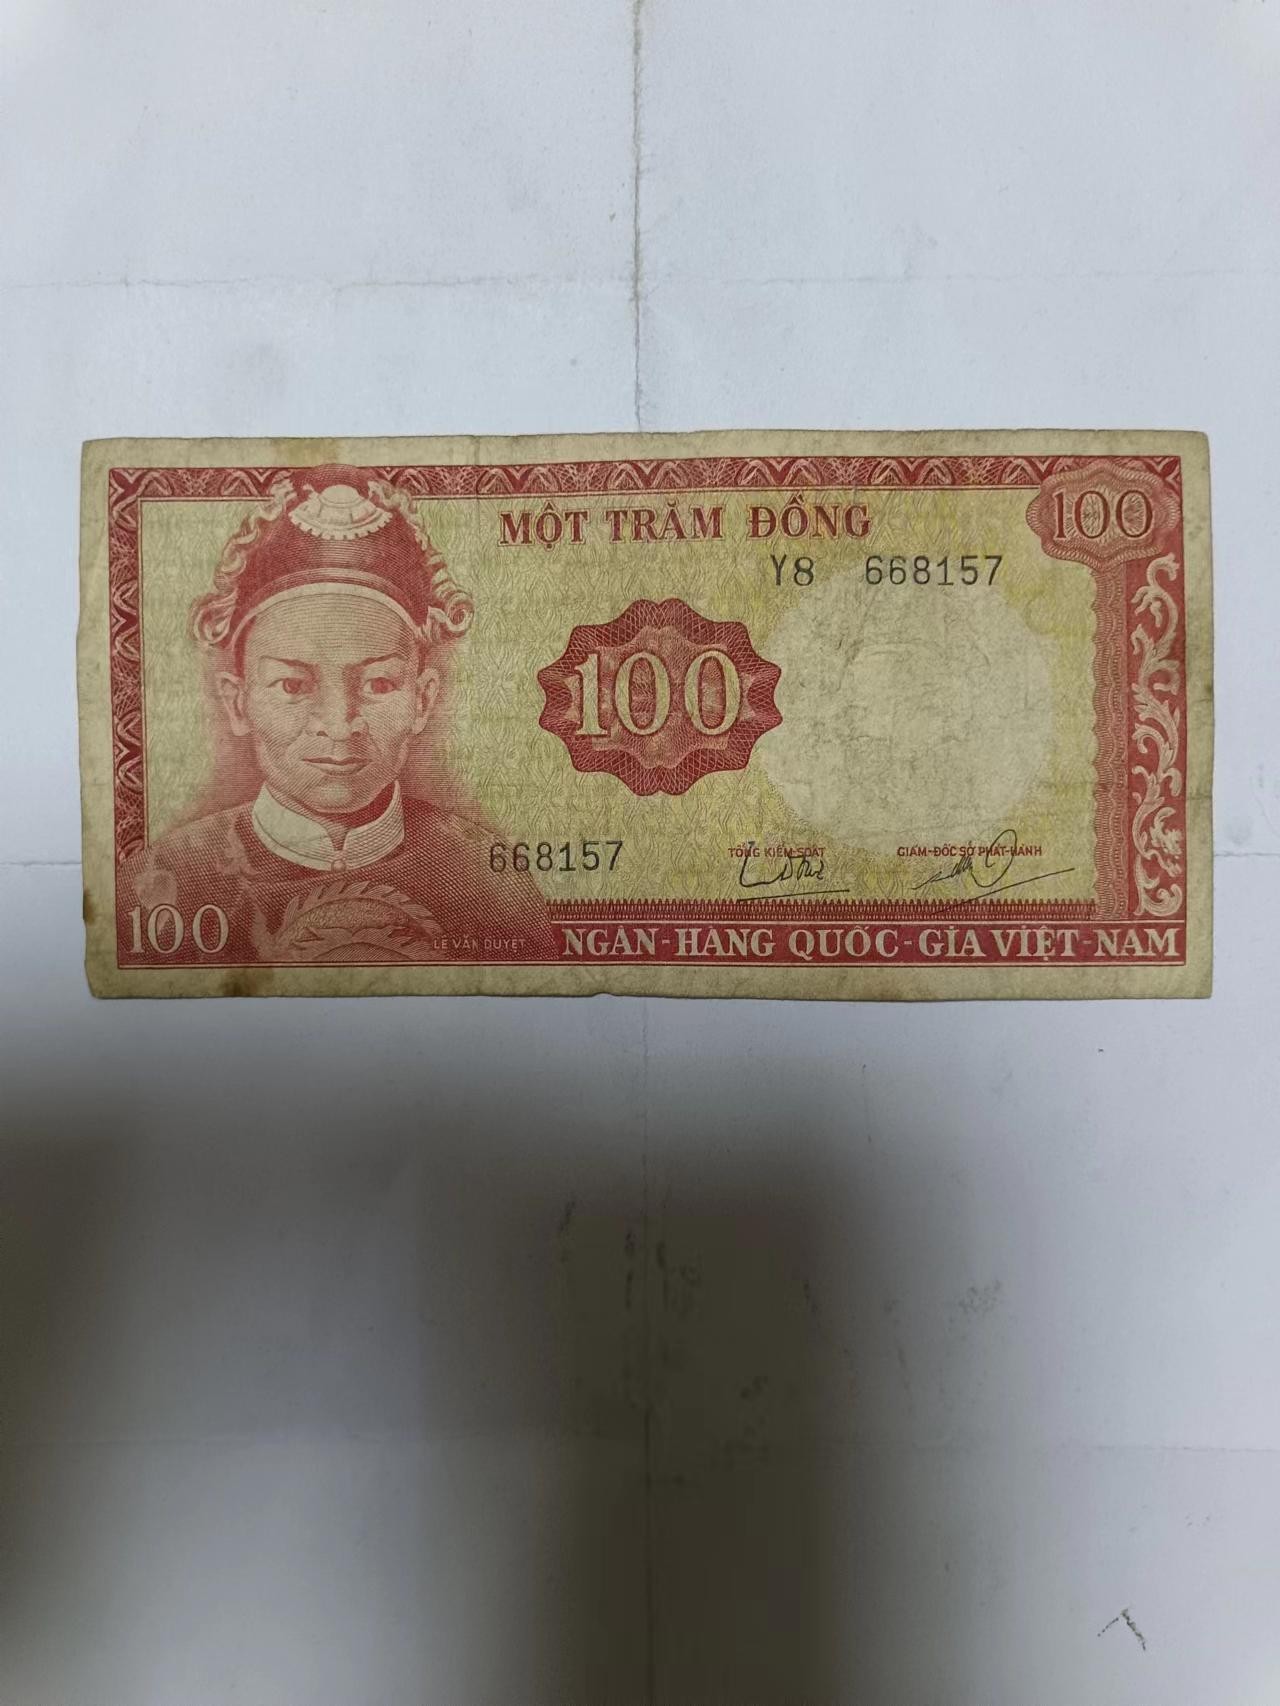 MỘT TRĂM ĐỒNG
100
Y8 668157
100
668157
TỔNG KIỂM-SOÁT
GIÁM-ĐỐC SỞ PHÁT-HÀNH
100
LÊ VĂN DUYỆT
NGÂN-HÀNG QUỐC-GIA VIỆT-NAM